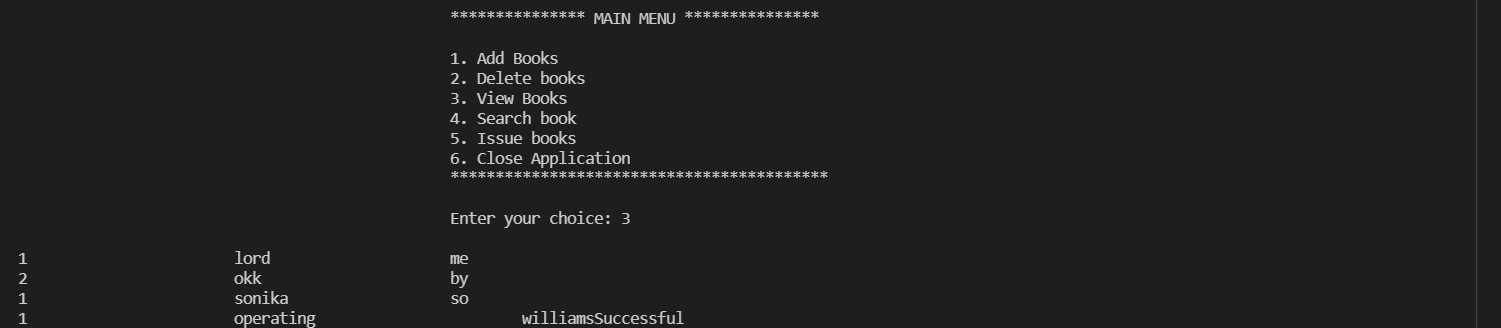 *************** MAIN MENU ***************
1. Add Books
2. Delete books
3. View Books
4. Search book
5. Issue books
6. Close Application
******************************************
Enter your choice: 3
1 lord me
2 okk by
1 sonika so
1 operating williamsSuccessful